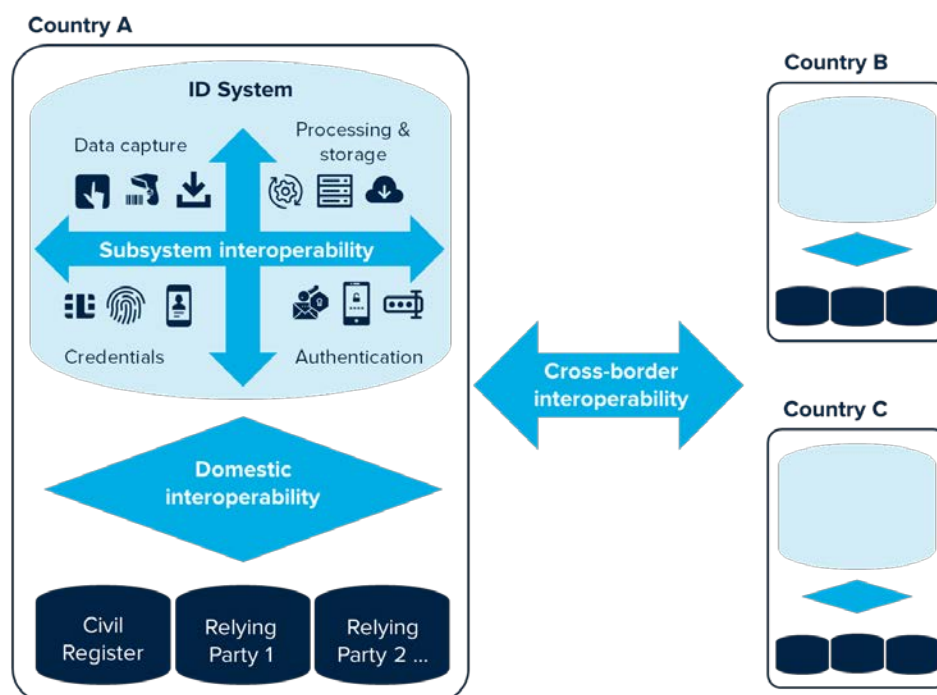 Country A
ID System
Data capture
Processing &
storage
Subsystem interoperability
Credentials
Authentication
Domestic
interoperability
Civil
Register
Relying
Party 1
Relying
Party 2 ...
Cross-border
interoperability
Country B
Country C